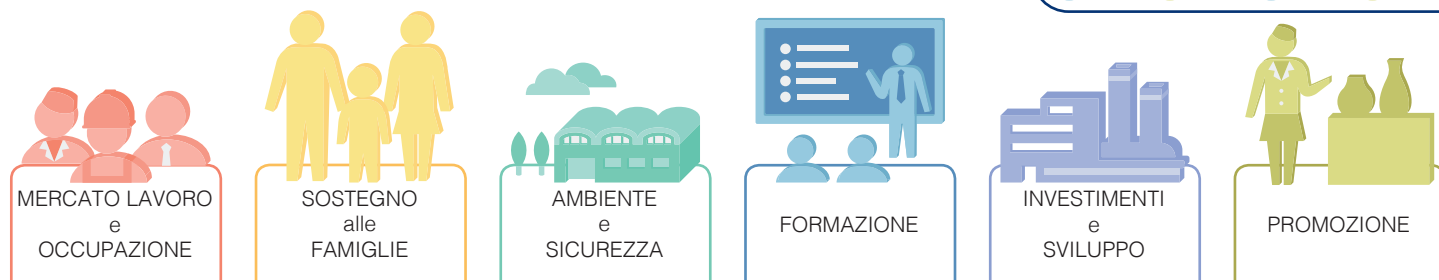 MERCATO LAVORO
e
OCCUPAZIONE
SOSTEGNO
alle
FAMIGLIE
AMBIENTE
e
SICUREZZA
FORMAZIONE
INVESTIMENTI
e
SVILUPPO
PROMOZIONE